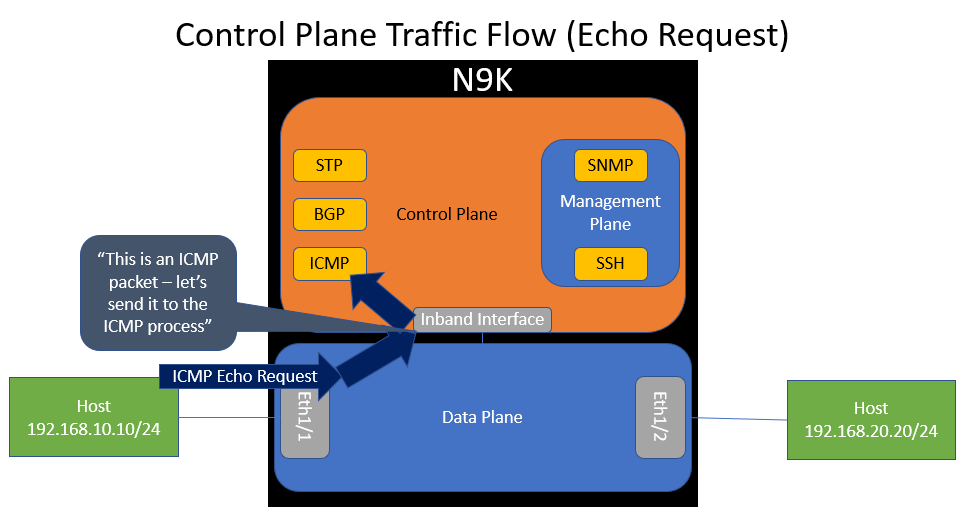 Control Plane Traffic Flow (Echo Request)
N9K
STP
BGP
ICMP
Control Plane
SNMP
Management
Plane
SSH
“This is an ICMP
packet – let’s
send it to the
ICMP process”
Inband Interface
ICMP Echo Request
Host
192.168.10.10/24
Eth1/1
Data Plane
Eth1/2
Host
192.168.20.20/24